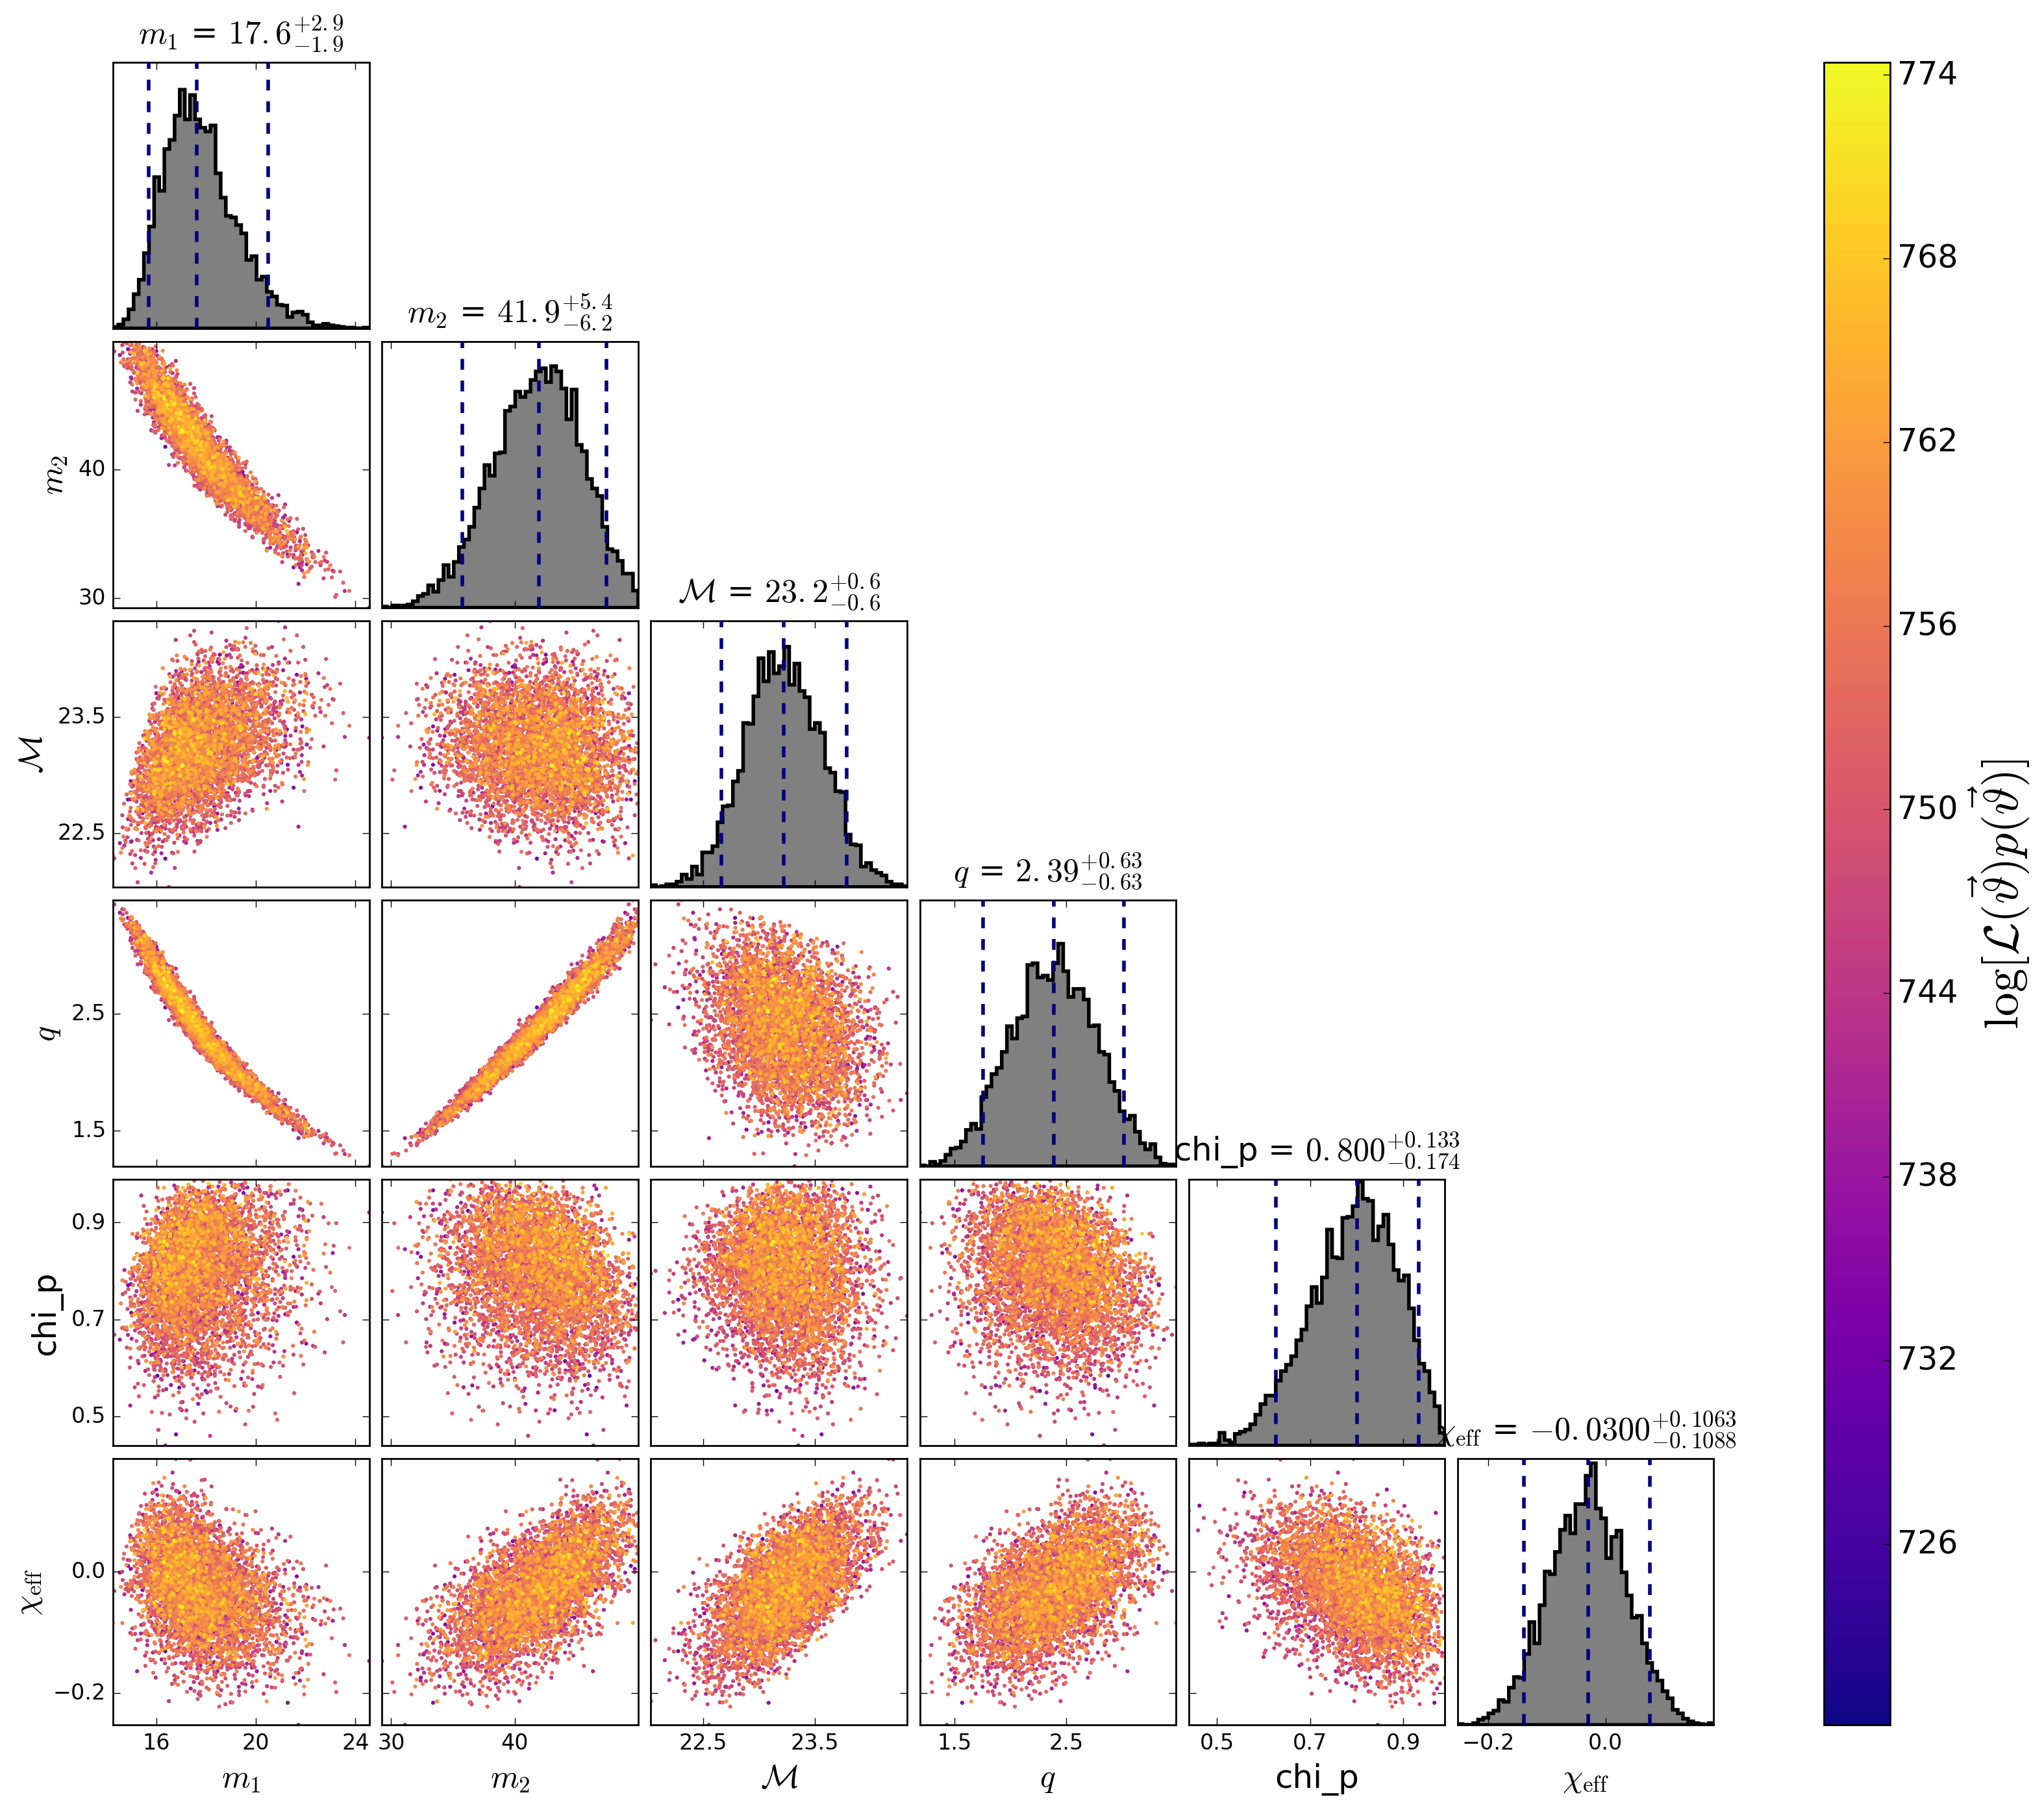 m₁ = 17.6⁺²·⁹₋₁.₉
m₂ = 41.9⁺⁵·⁴₋₆.₂
ℳ = 23.2⁺⁰·⁶₋₀.₆
q = 2.39⁺⁰·⁶³₋₀.₆₃
chi_p = 0.800⁺⁰·¹³³₋₀.₁₇₄
χeff = −0.0300⁺⁰·¹⁰⁶³₋₀.₁₀₈₈
m₂
40
30
ℳ
23.5
22.5
q
2.5
1.5
chi_p
0.9
0.7
0.5
χeff
0.0
−0.2
16 20 24 30 40 22.5 23.5 1.5 2.5 0.5 0.7 0.9 −0.2 0.0
m₁ m₂ ℳ q chi_p χeff
774
768
762
756
750
744
738
732
726
log[ℒ(ϑ⃗)p(ϑ⃗)]